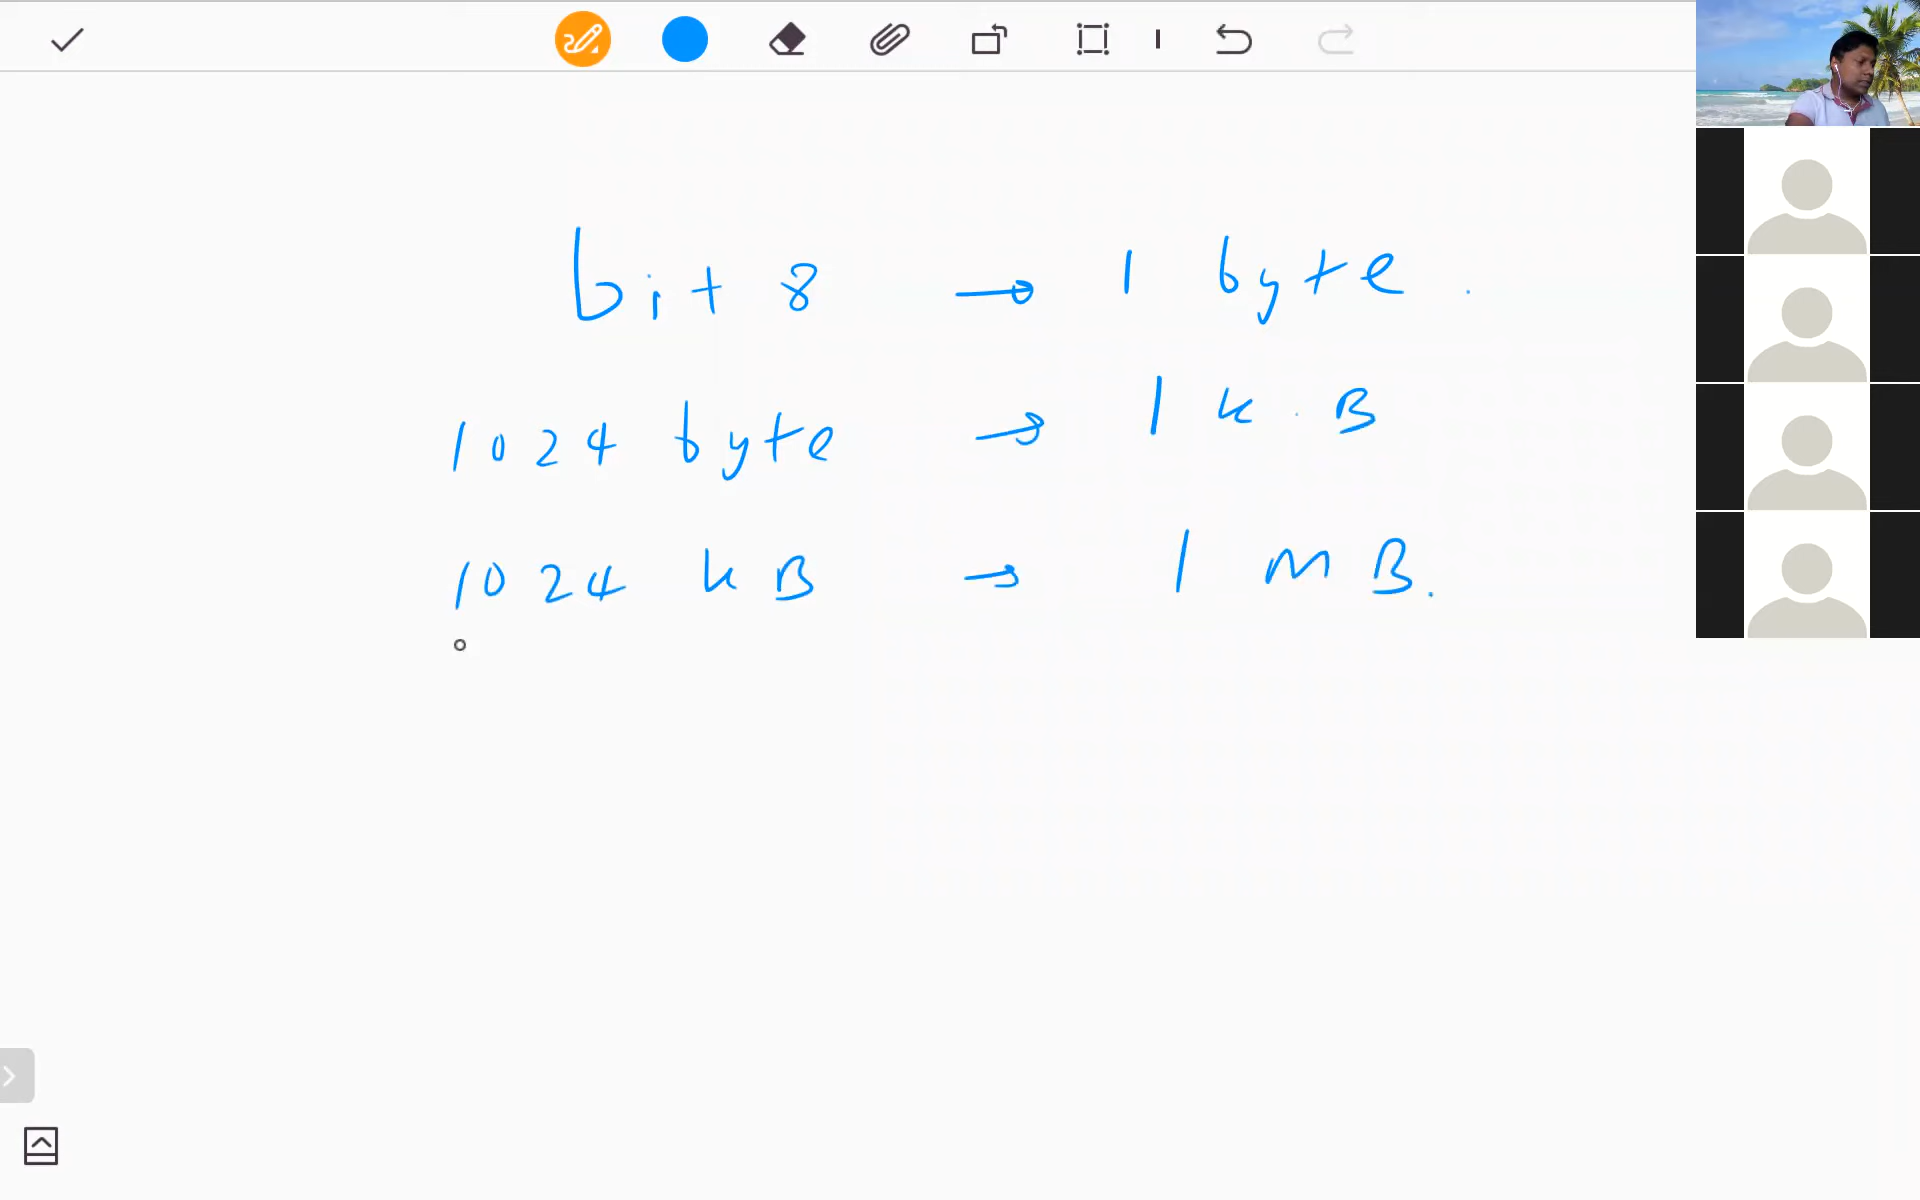 bit 8 → 1 byte.
1024 byte → 1 k.B
1024 kB → 1 MB.